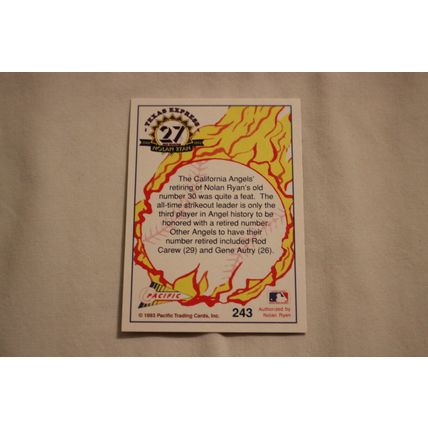 TEXAS EXPRESS
27
NOLAN RYAN
The California Angels'
retiring of Nolan Ryan's old
number 30 was quite a feat. The
all-time strikeout leader is only the
third player in Angel history to be
honored with a retired number.
Other Angels to have their
number retired included Rod
Carew (29) and Gene Autry (26).
PACIFIC
© 1993 Pacific Trading Cards, Inc.
243
Authorized by
Nolan Ryan